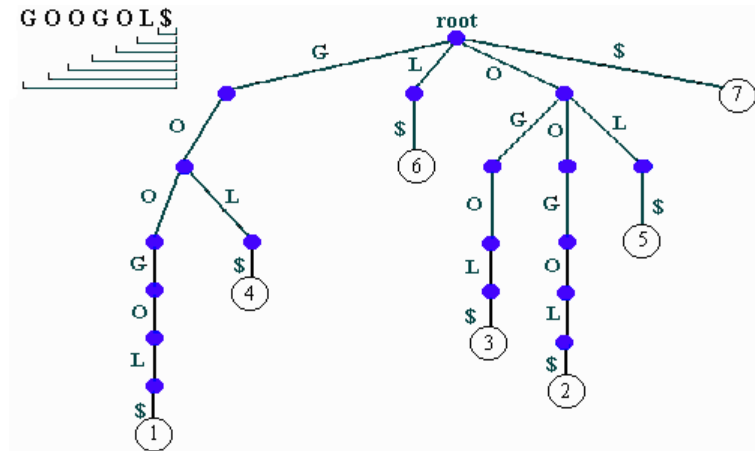 GOOGOL$
root
G L O $
7
O $ G O L
6
O L O G $
5
G $ L O
4
O $ L
3
L $
2
$
1